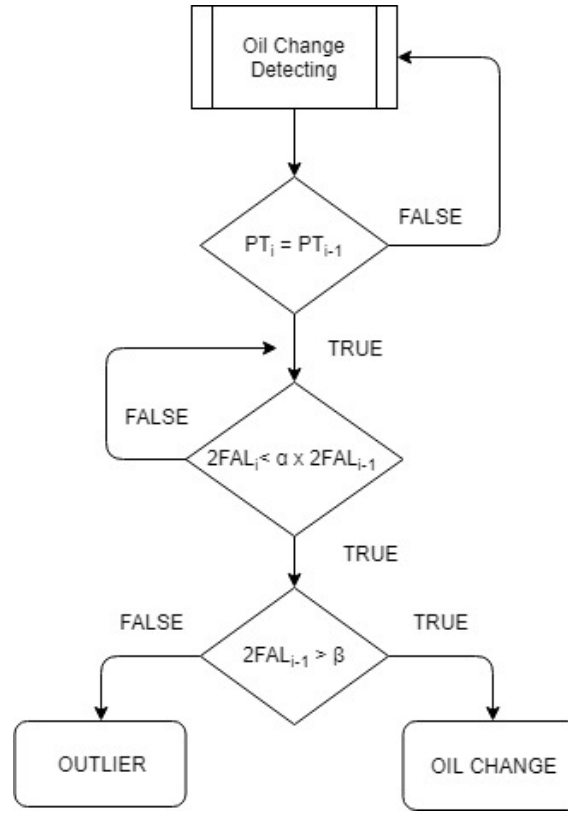 Oil Change
Detecting
FALSE
PTᵢ = PTᵢ₋₁
TRUE
FALSE
2FALᵢ< α x 2FALᵢ₋₁
TRUE
FALSE
TRUE
2FALᵢ₋₁ > β
OUTLIER
OIL CHANGE